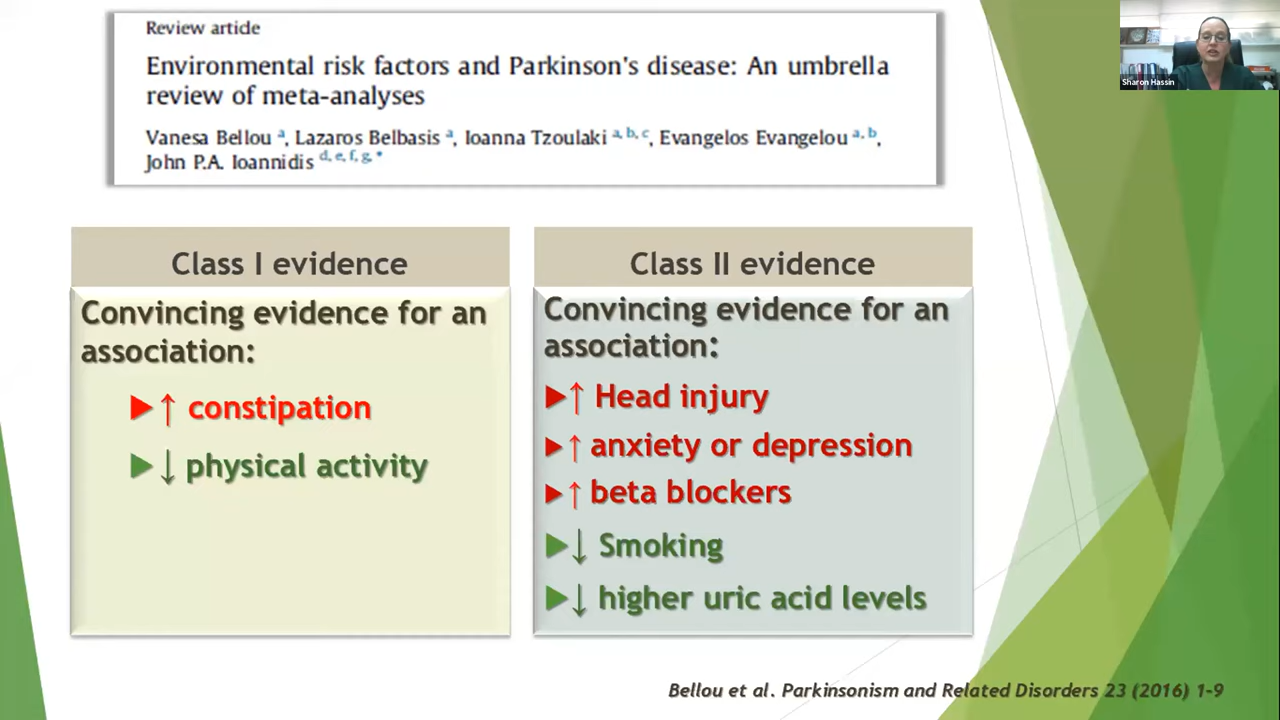 Review article
Environmental risk factors and Parkinson's disease: An umbrella
review of meta-analyses
Vanesa Bellou a, Lazaros Belbasis a, Ioanna Tzoulaki a, b, c, Evangelos Evangelou a, b,
John P.A. Ioannidis d, e, f, g, *
Sharon Hassin
Class I evidence
Convincing evidence for an
association:
↑ constipation
↓ physical activity
Class II evidence
Convincing evidence for an
association:
↑ Head injury
↑ anxiety or depression
↑ beta blockers
↓ Smoking
↓ higher uric acid levels
Bellou et al. Parkinsonism and Related Disorders 23 (2016) 1-9